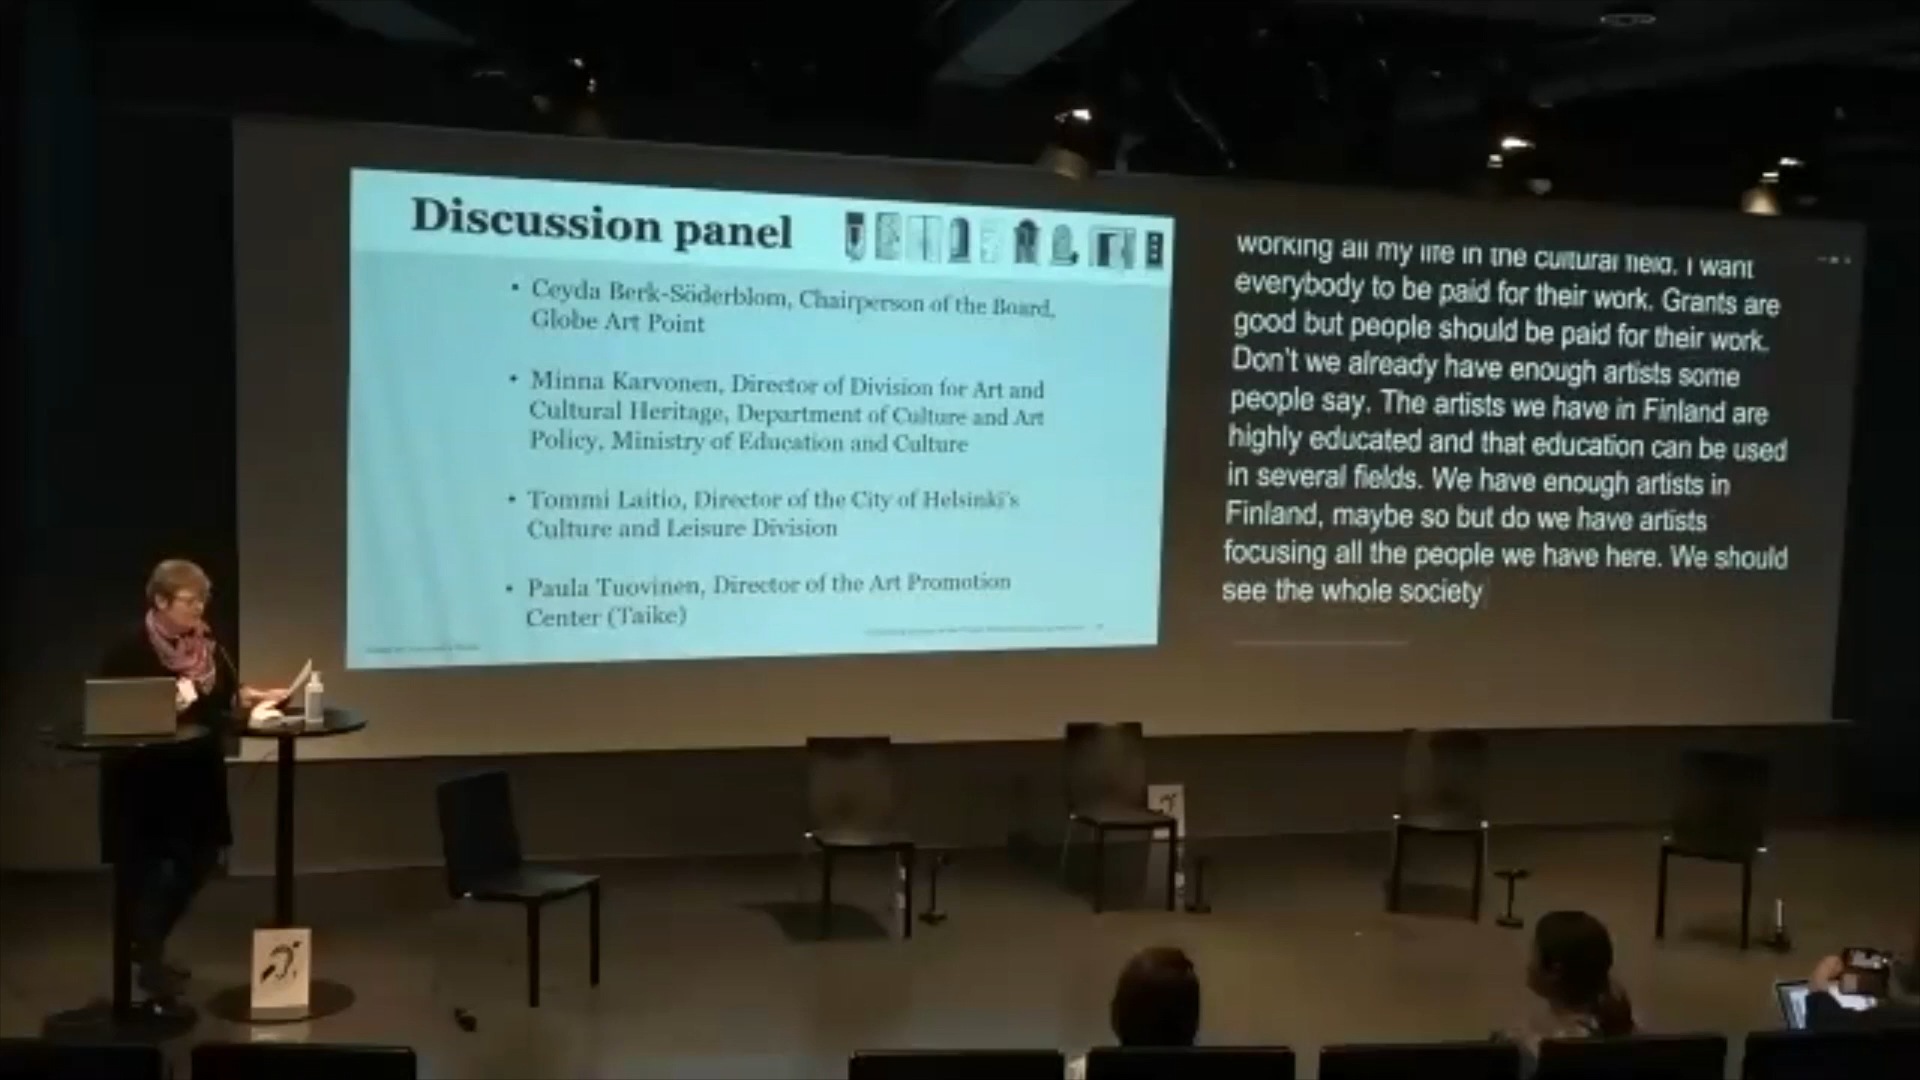 Discussion panel
• Ceyda Berk-Söderblom, Chairperson of the Board,
Globe Art Point
• Minna Karvonen, Director of Division for Art and
Cultural Heritage, Department of Culture and Art
Policy, Ministry of Education and Culture
• Tommi Laitio, Director of the City of Helsinki's
Culture and Leisure Division
• Paula Tuovinen, Director of the Art Promotion
Center (Taike)
working all my life in the cultural field. I want
everybody to be paid for their work. Grants are
good but people should be paid for their work.
Don't we already have enough artists some
people say. The artists we have in Finland are
highly educated and that education can be used
in several fields. We have enough artists in
Finland, maybe so but do we have artists
focusing all the people we have here. We should
see the whole society